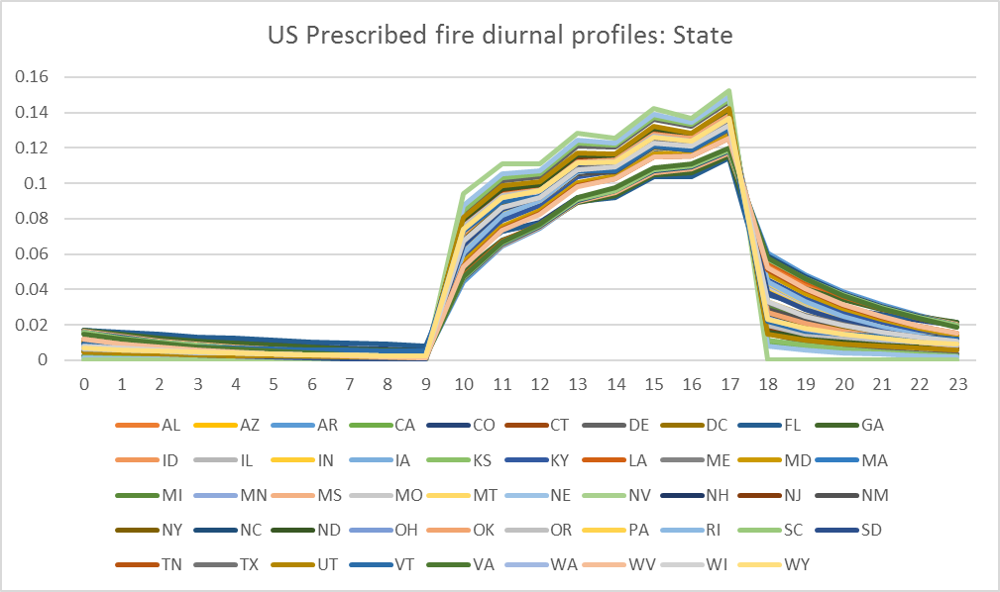 US Prescribed fire diurnal profiles: State
0.16
0.14
0.12
0.1
0.08
0.06
0.04
0.02
0
0 1 2 3 4 5 6 7 8 9 10 11 12 13 14 15 16 17 18 19 20 21 22 23
AL AZ AR CA CO CT DE DC FL GA
ID IL IN IA KS KY LA ME MD MA
MI MN MS MO MT NE NV NH NJ NM
NY NC ND OH OK OR PA RI SC SD
TN TX UT VT VA WA WV WI WY